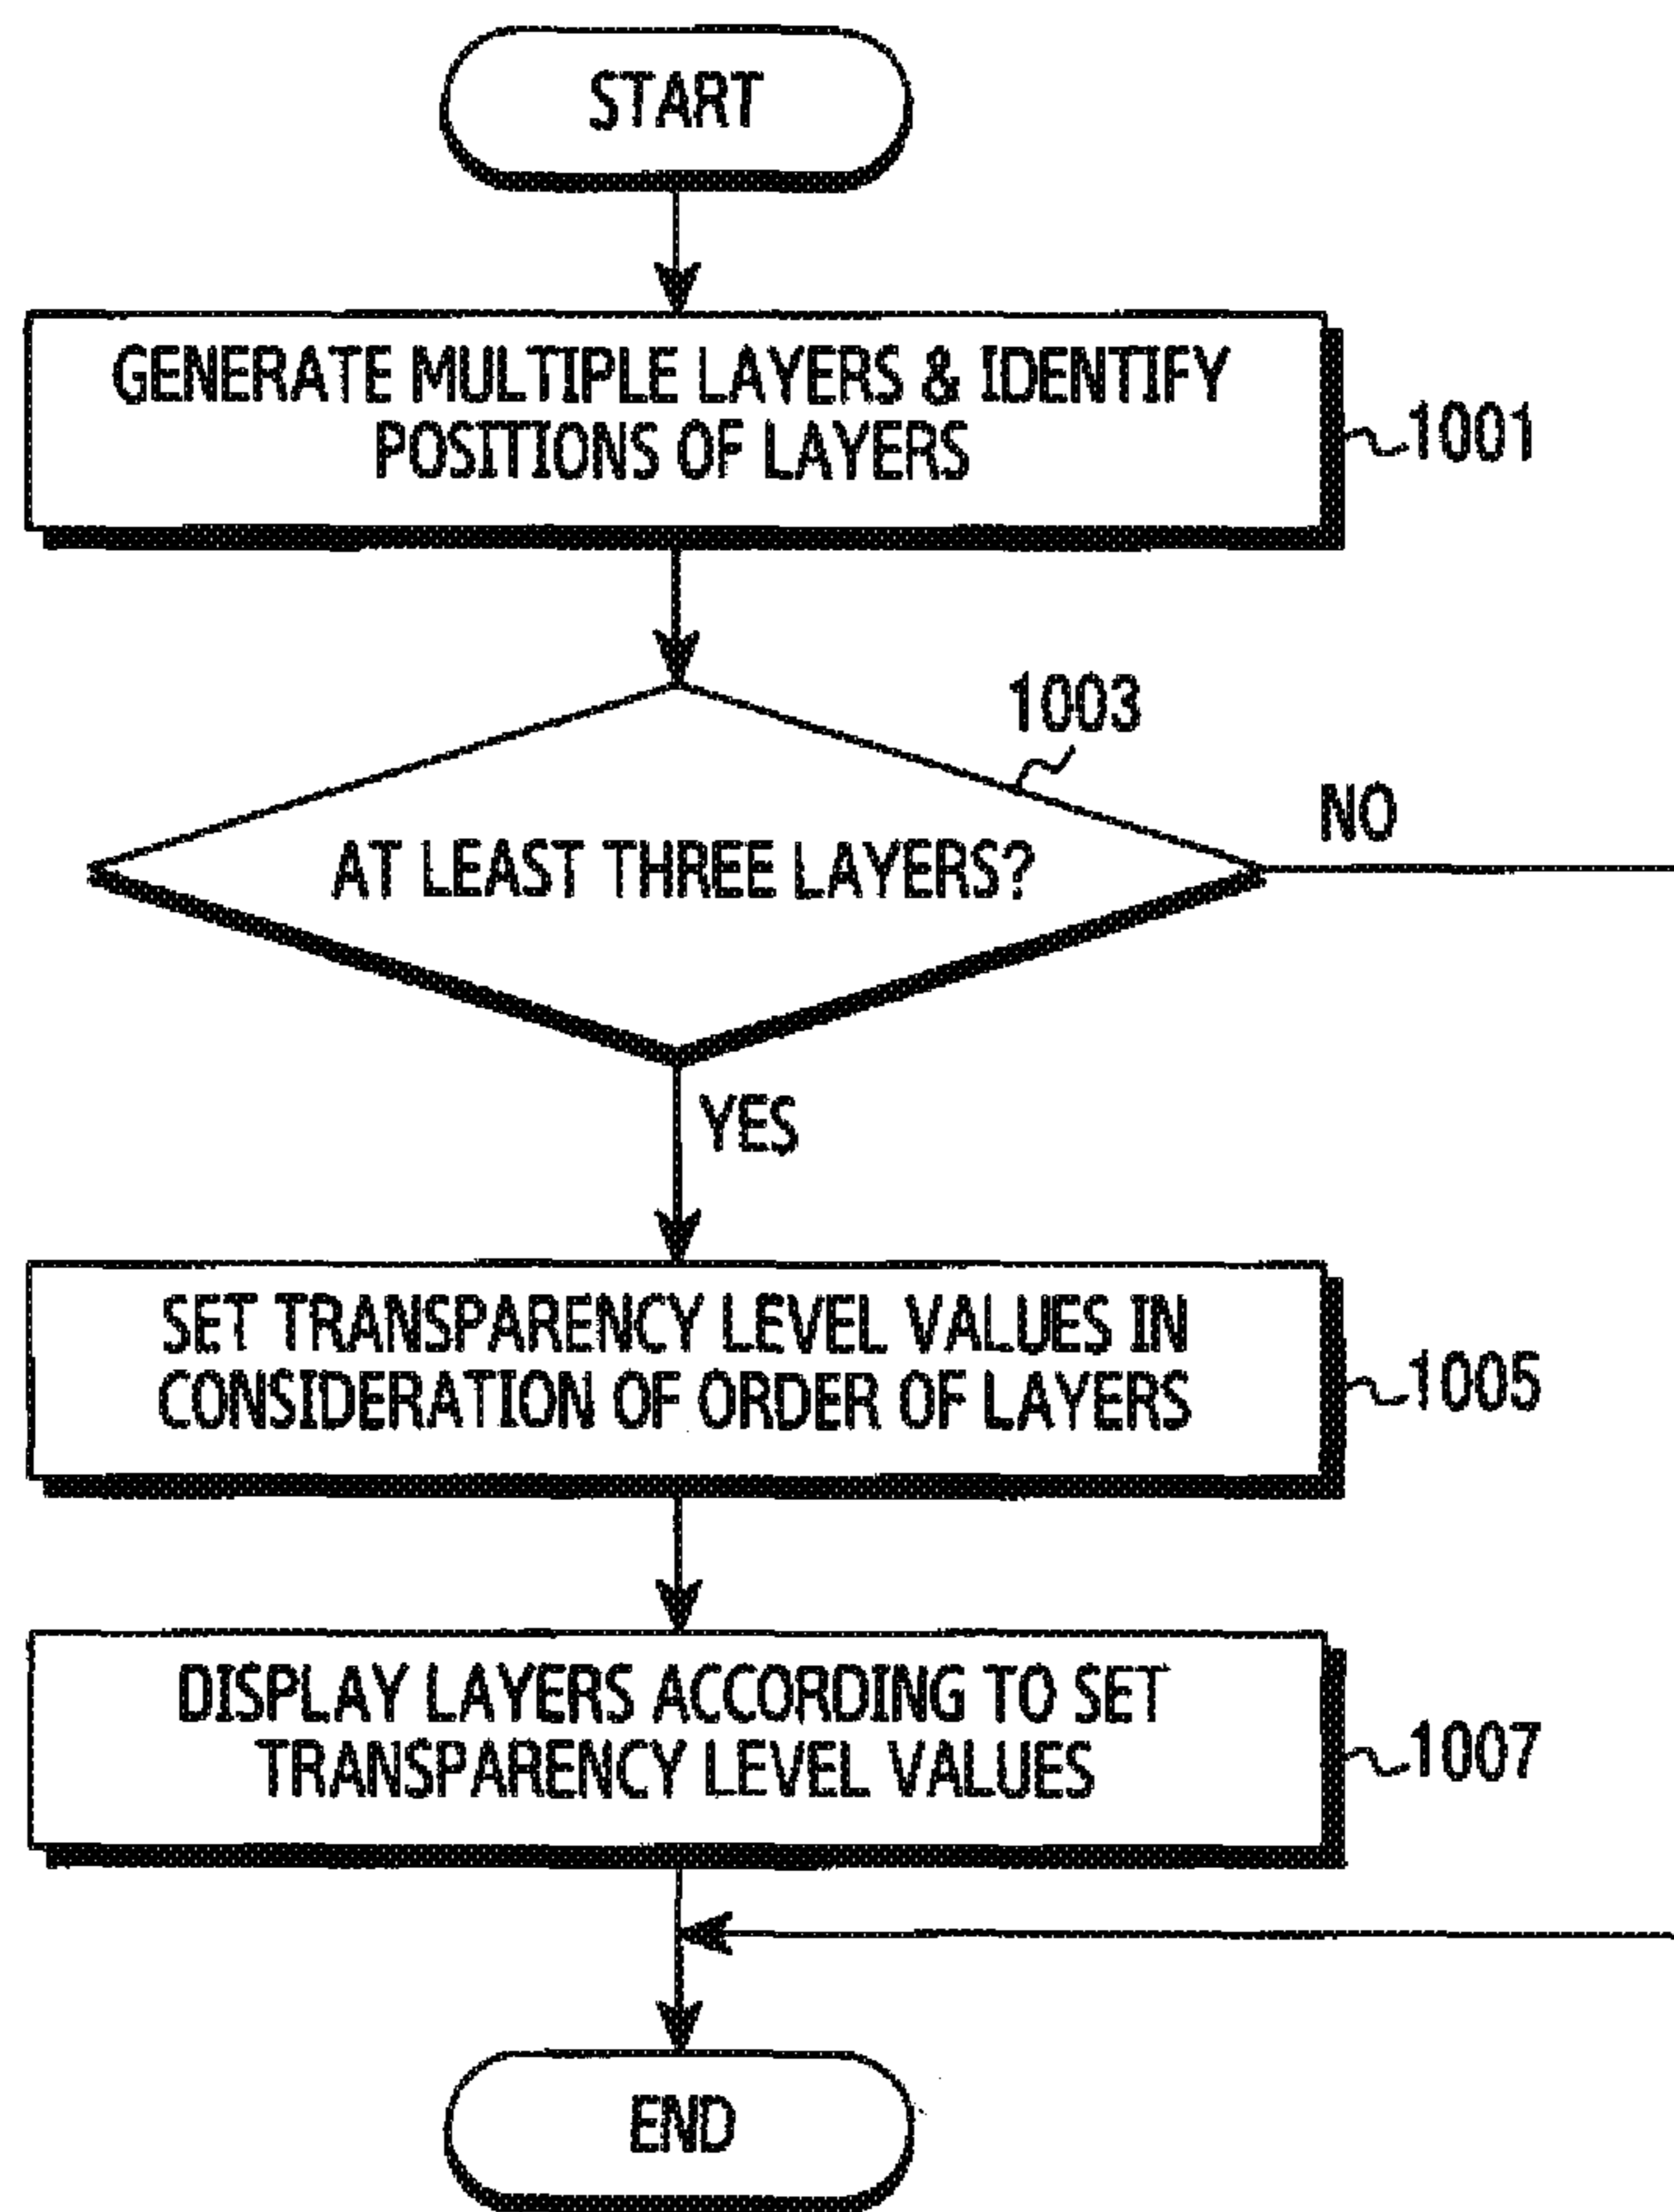 START
GENERATE MULTIPLE LAYERS & IDENTIFY
POSITIONS OF LAYERS
1001
1003
AT LEAST THREE LAYERS?
NO
YES
SET TRANSPARENCY LEVEL VALUES IN
CONSIDERATION OF ORDER OF LAYERS
1005
DISPLAY LAYERS ACCORDING TO SET
TRANSPARENCY LEVEL VALUES
1007
END